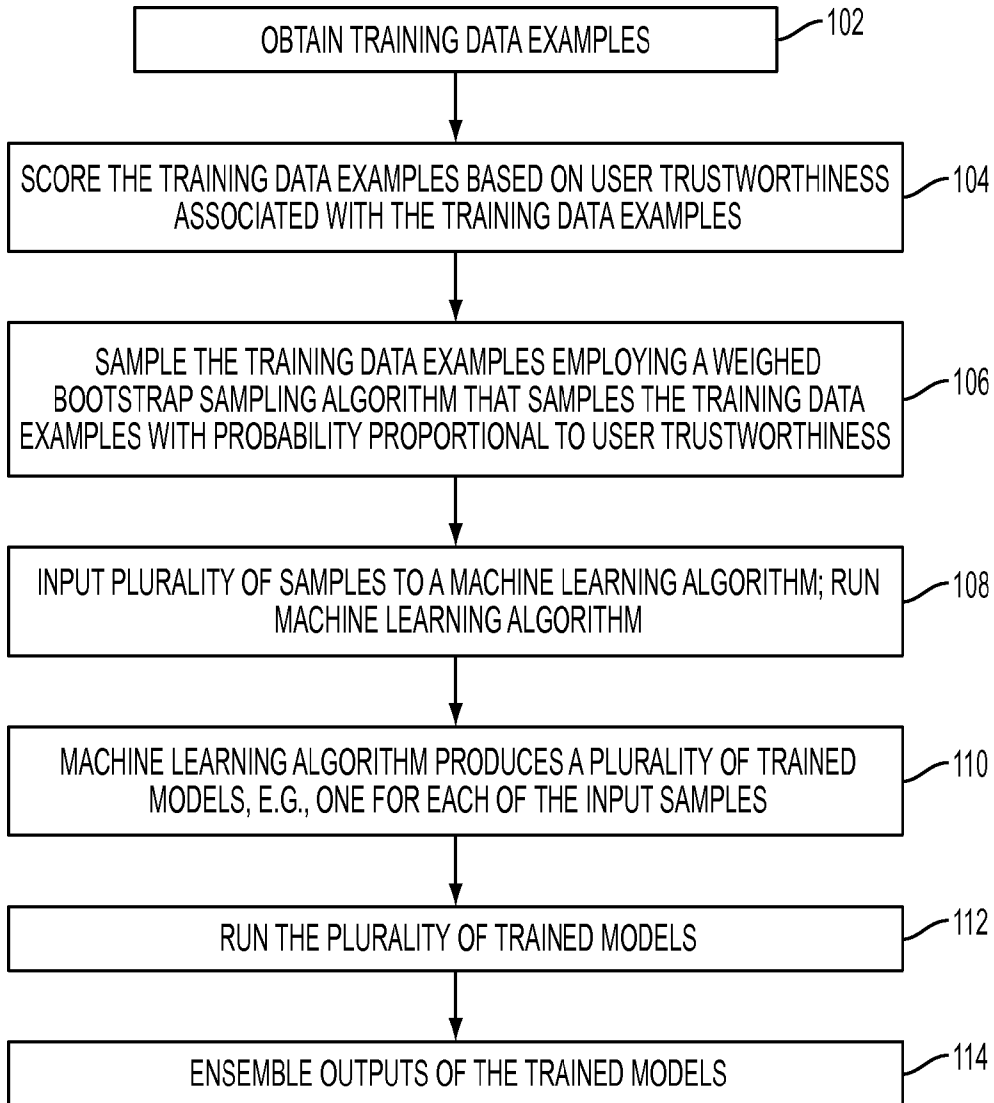 OBTAIN TRAINING DATA EXAMPLES
102
SCORE THE TRAINING DATA EXAMPLES BASED ON USER TRUSTWORTHINESS
ASSOCIATED WITH THE TRAINING DATA EXAMPLES
104
SAMPLE THE TRAINING DATA EXAMPLES EMPLOYING A WEIGHED
BOOTSTRAP SAMPLING ALGORITHM THAT SAMPLES THE TRAINING DATA
EXAMPLES WITH PROBABILITY PROPORTIONAL TO USER TRUSTWORTHINESS
106
INPUT PLURALITY OF SAMPLES TO A MACHINE LEARNING ALGORITHM; RUN
MACHINE LEARNING ALGORITHM
108
MACHINE LEARNING ALGORITHM PRODUCES A PLURALITY OF TRAINED
MODELS, E.G., ONE FOR EACH OF THE INPUT SAMPLES
110
RUN THE PLURALITY OF TRAINED MODELS
112
ENSEMBLE OUTPUTS OF THE TRAINED MODELS
114